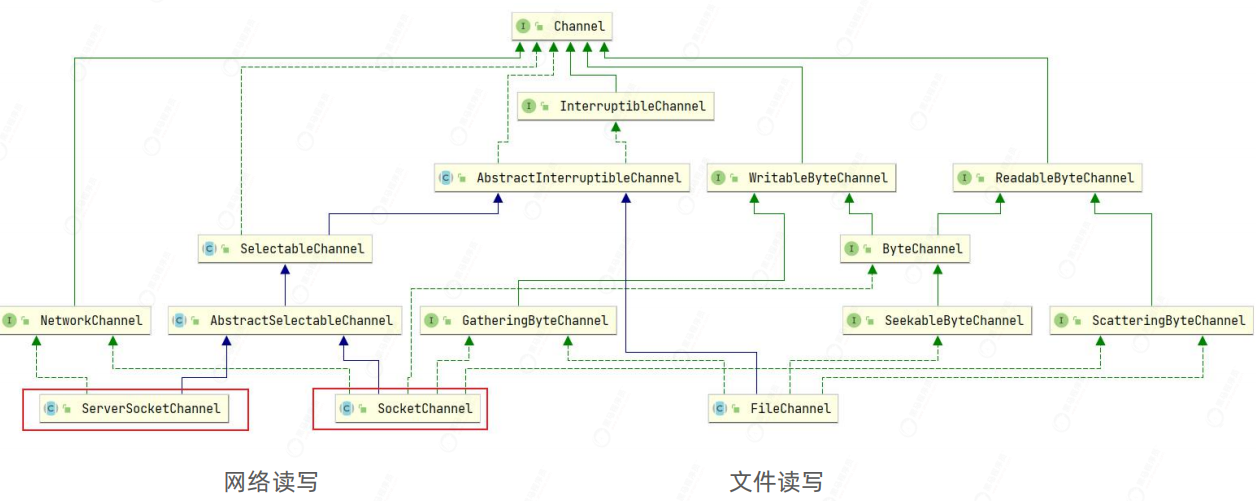 Channel
InterruptibleChannel
AbstractInterruptibleChannel
WritableByteChannel
ReadableByteChannel
SelectableChannel
ByteChannel
NetworkChannel
AbstractSelectableChannel
GatheringByteChannel
SeekableByteChannel
ScatteringByteChannel
ServerSocketChannel
SocketChannel
FileChannel
网络读写
文件读写